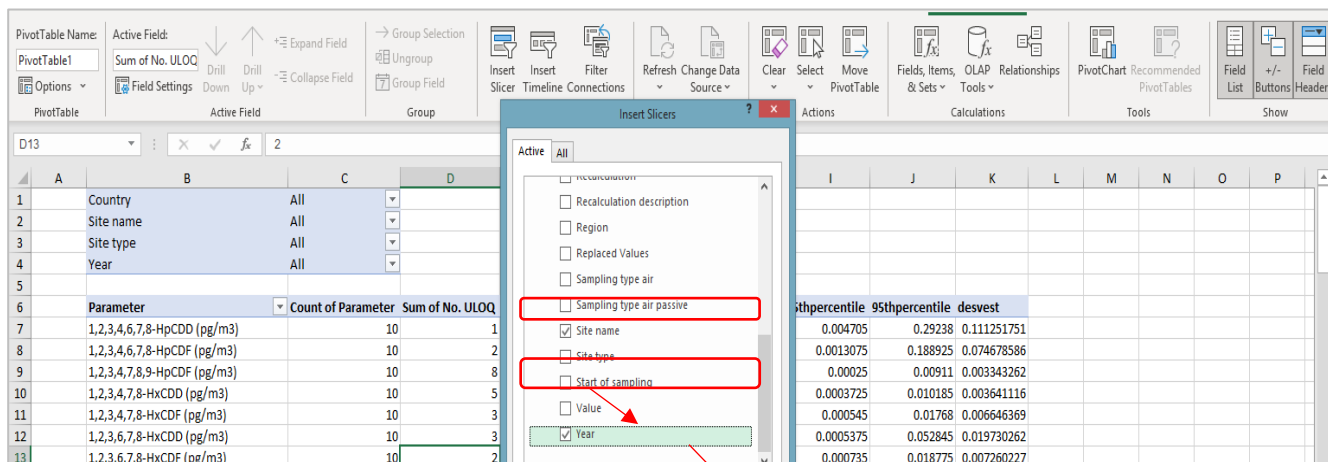 PivotTable Name: Active Field:
PivotTable1 Sum of No. ULOQ
Options Field Settings Drill Down Drill Up
Expand Field
Collapse Field
PivotTable Active Field
Group Selection
Ungroup
Group Field
Group
Insert Slicer Insert Timeline Filter Connections
Refresh Change Data Source
Clear Select Move PivotTable
Actions
Fields, Items, & Sets OLAP Tools Relationships
Calculations
PivotChart Recommended PivotTables
Tools
Field List +/- Buttons Field Header
Show
D13 fx 2
Insert Slicers ? x
Active All
Recalculation
Recalculation description
Region
Replaced Values
Sampling type air
Sampling type air passive
Site name
Site type
Start of sampling
Value
Year
A B C D I J K L M N O P
1 Country All
2 Site name All
3 Site type All
4 Year All
5
6 Parameter Count of Parameter Sum of No. ULOQ 5thpercentile 95thpercentile desvest
7 1,2,3,4,6,7,8-HpCDD (pg/m3) 10 1 0.004705 0.29238 0.111251751
8 1,2,3,4,6,7,8-HpCDF (pg/m3) 10 2 0.0013075 0.188925 0.074678586
9 1,2,3,4,7,8,9-HpCDF (pg/m3) 10 8 0.00025 0.00911 0.003343262
10 1,2,3,4,7,8-HxCDD (pg/m3) 10 5 0.0003725 0.010185 0.003641116
11 1,2,3,4,7,8-HxCDF (pg/m3) 10 3 0.000545 0.01768 0.006646369
12 1,2,3,6,7,8-HxCDD (pg/m3) 10 3 0.0005375 0.052845 0.019730262
13 1,2,3,6,7,8-HxCDF (pg/m3) 10 2 0.000735 0.018775 0.007260227